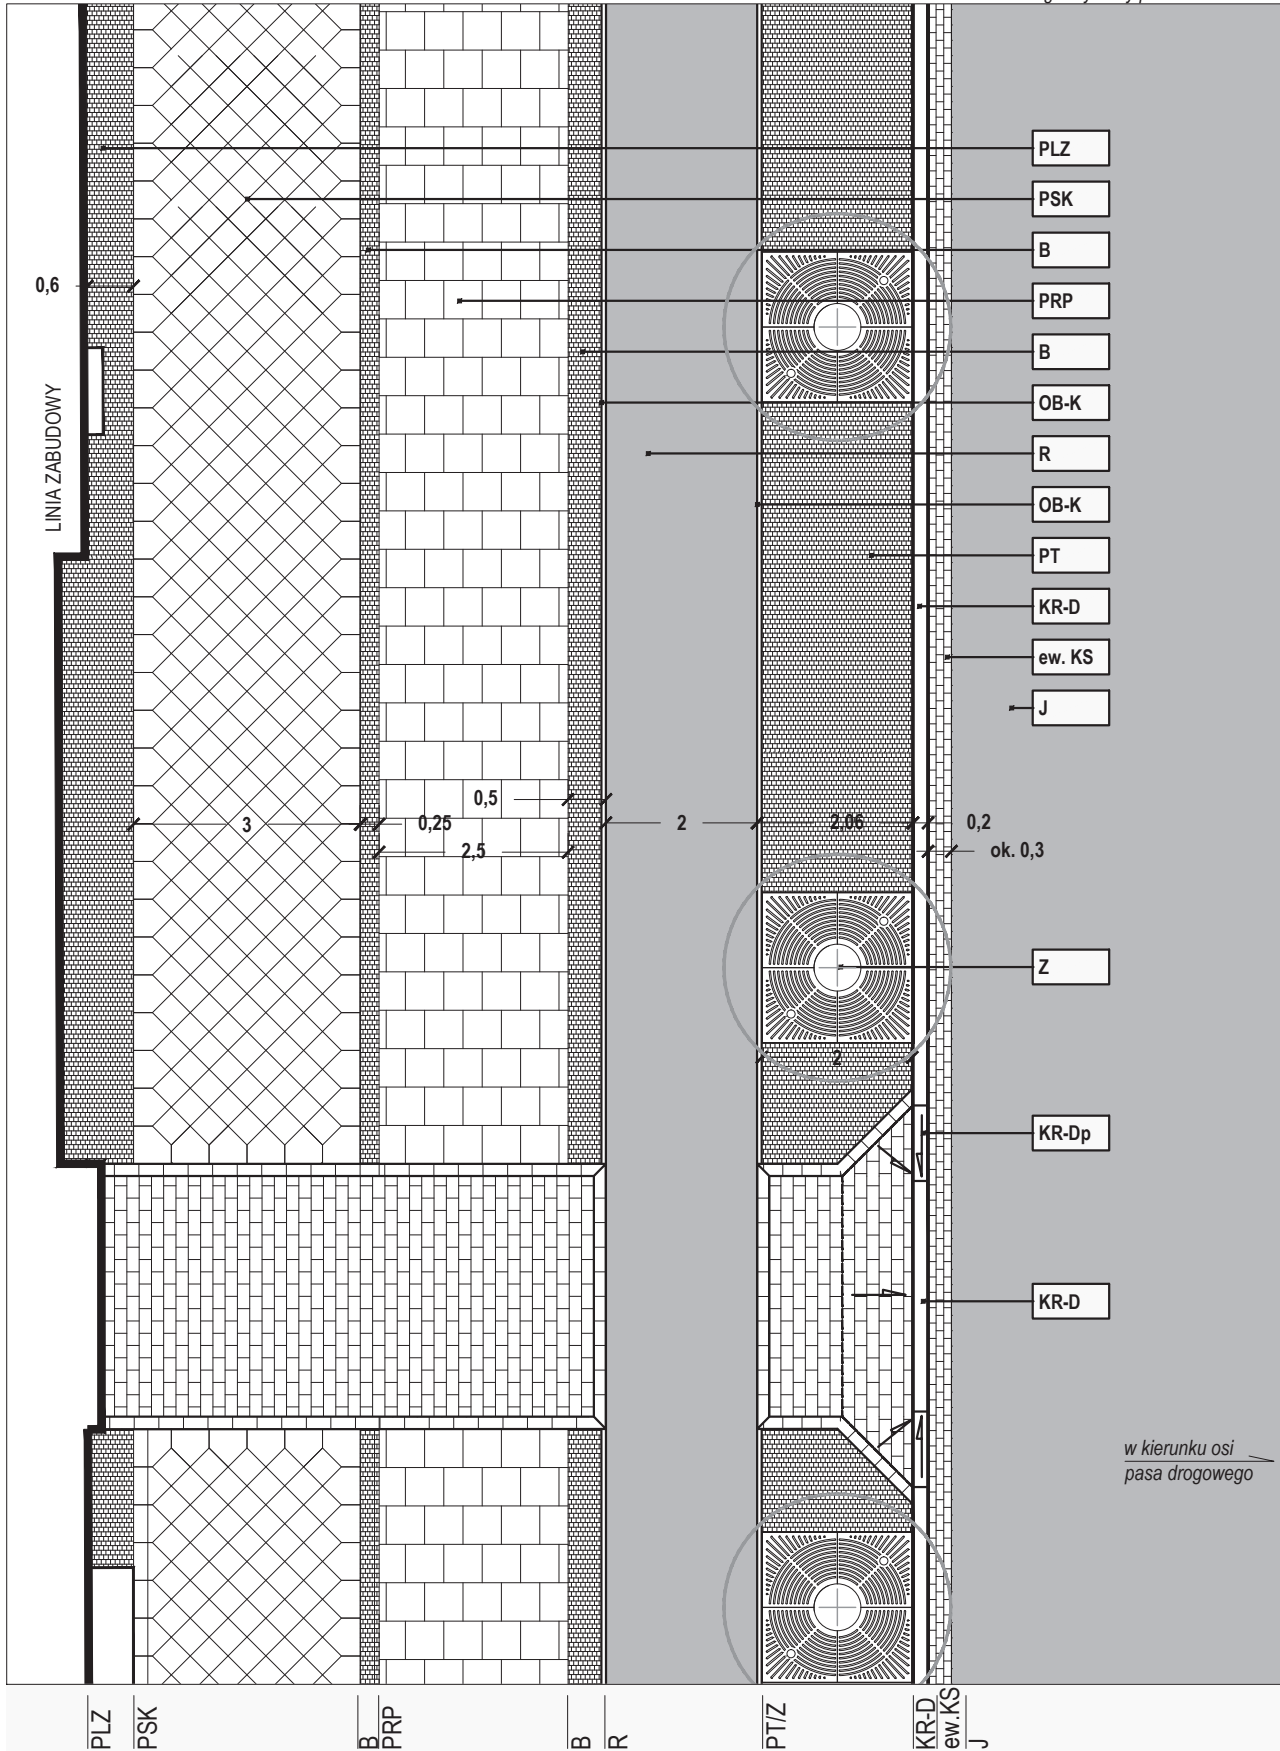 PLZ
PSK
B
0,6
PRP
B
OB-K
R
LINIA ZABUDOWY
OB-K
PT
KR-D
ew. KS
J
0,5
3
0,25
2
2,06
0,2
2,5
ok. 0,3
Z
2
KR-Dp
KR-D
w kierunku osi
pasa drogowego
PLZ
PSK
B
PRP
B
R
PT/Z
KR-D
ew.KS
J